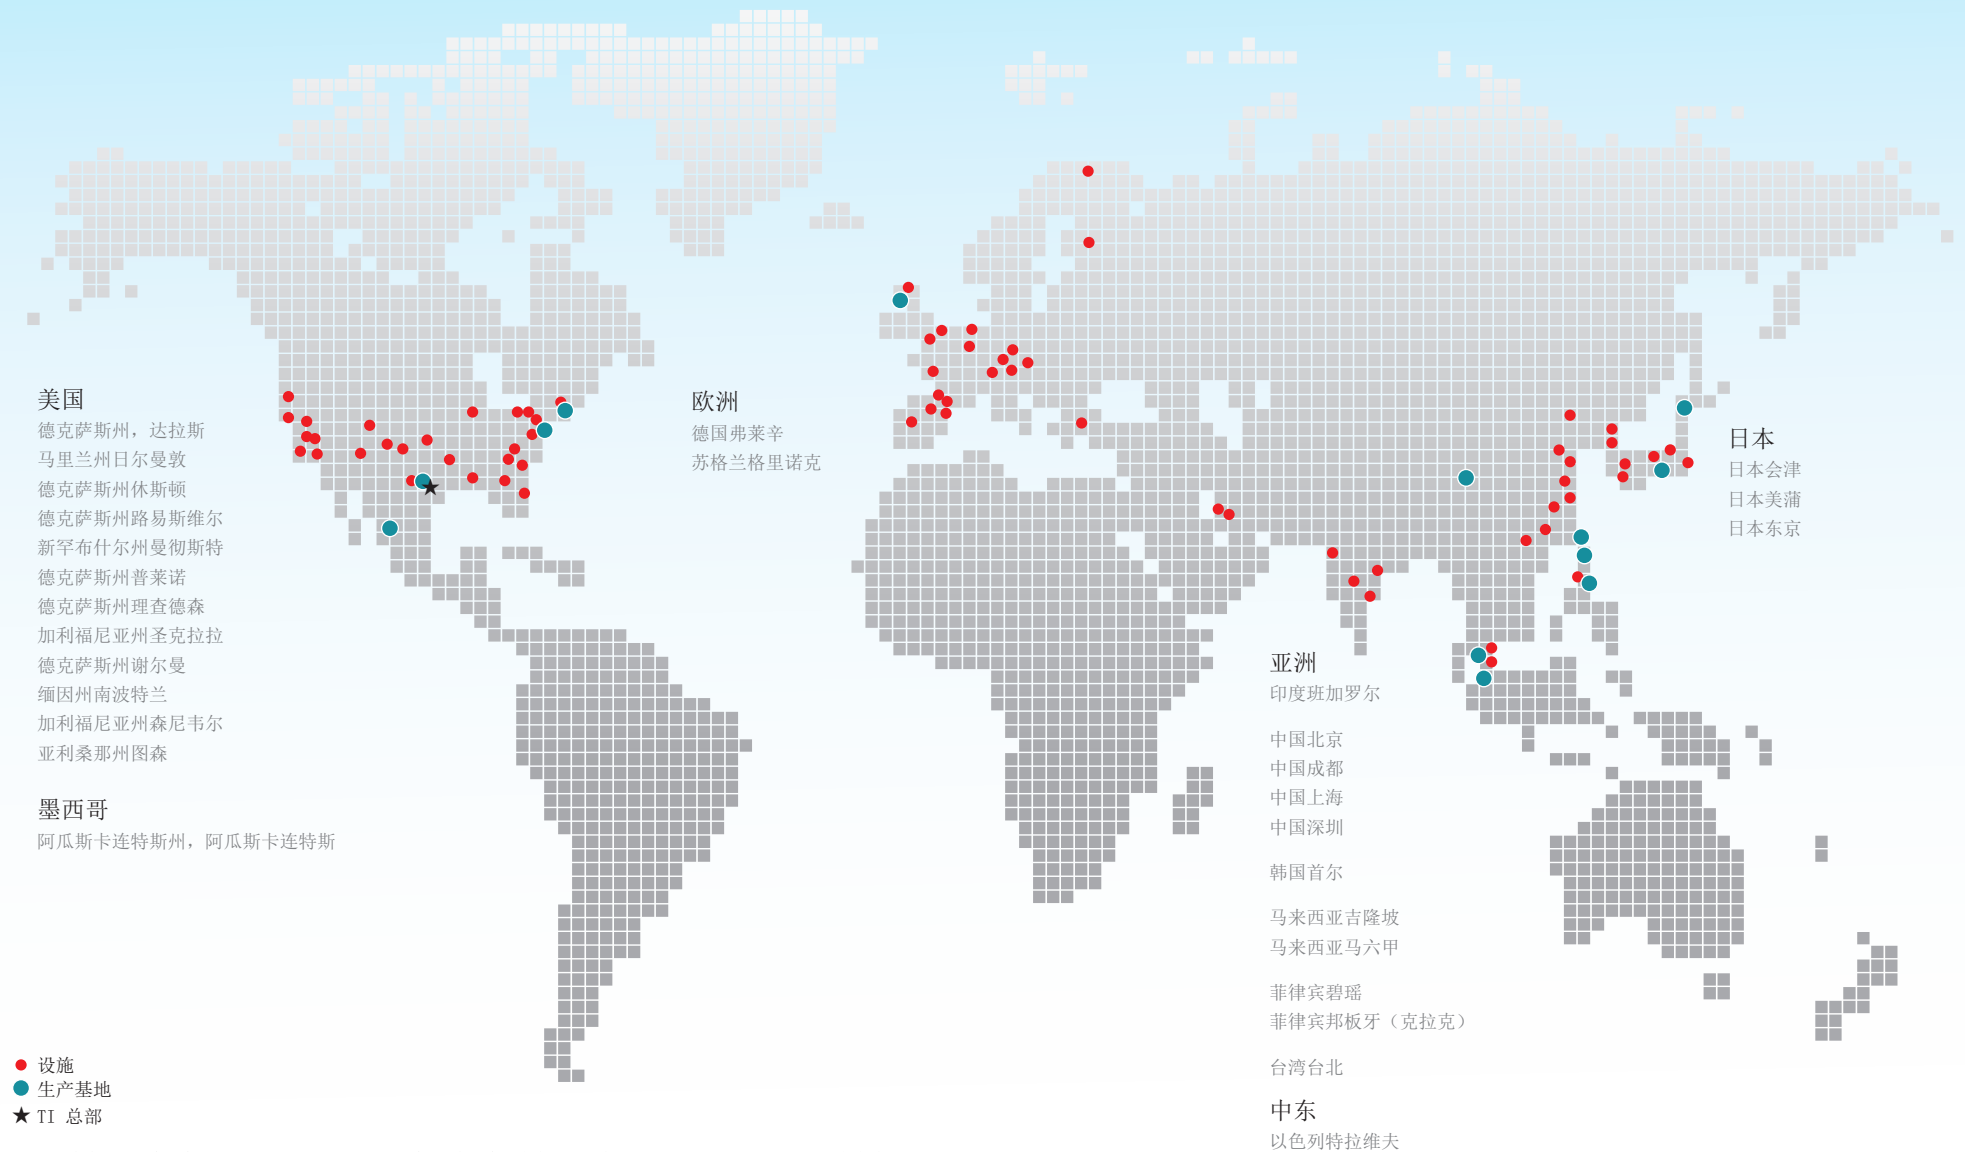 美国
德克萨斯州，达拉斯
马里兰州日尔曼敦
德克萨斯州休斯顿
德克萨斯州路易斯维尔
新罕布什尔州曼彻斯特
德克萨斯州普莱诺
德克萨斯州理查德森
加利福尼亚州圣克拉拉
德克萨斯州谢尔曼
缅因州南波特兰
加利福尼亚州森尼韦尔
亚利桑那州图森
墨西哥
阿瓜斯卡连特斯州，阿瓜斯卡连特斯
设施
生产基地
TI 总部
欧洲
德国弗莱辛
苏格兰格里诺克
亚洲
印度班加罗尔
中国北京
中国成都
中国上海
中国深圳
韩国首尔
马来西亚吉隆坡
马来西亚马六甲
菲律宾碧瑶
菲律宾邦板牙（克拉克）
台湾台北
中东
以色列特拉维夫
日本
日本会津
日本美蒲
日本东京